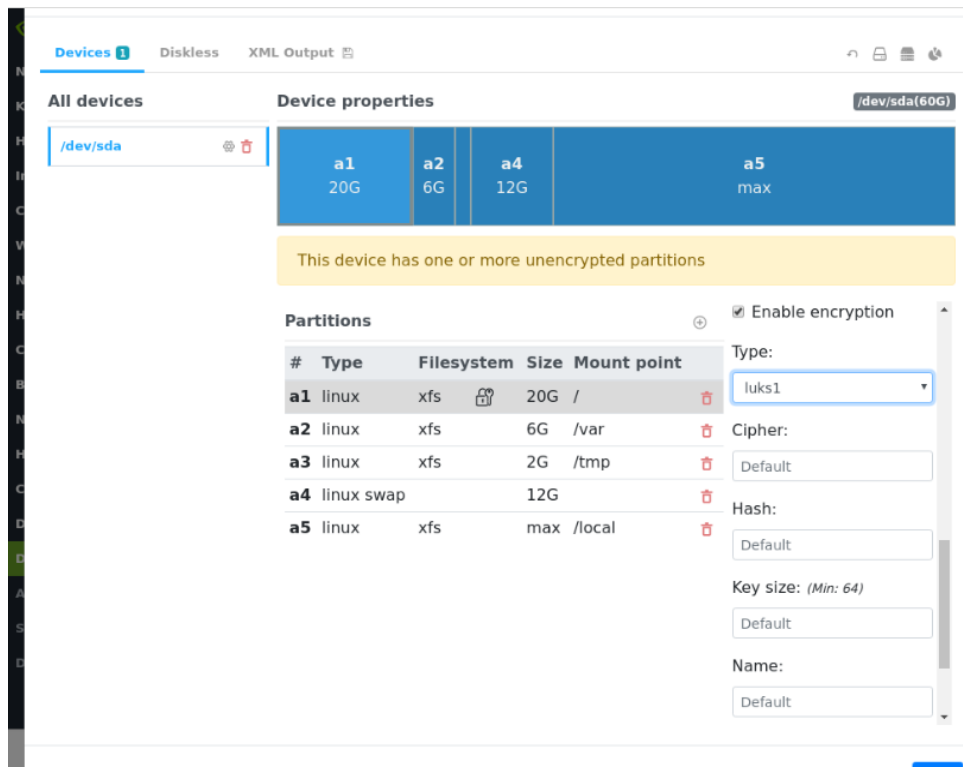 Devices 1 Diskless XML Output
All devices
Device properties /dev/sda(60G)
/dev/sda
a1 a2 a4 a5
20G 6G 12G max
This device has one or more unencrypted partitions
Partitions
# Type Filesystem Size Mount point
a1 linux xfs 20G /
a2 linux xfs 6G /var
a3 linux xfs 2G /tmp
a4 linux swap 12G
a5 linux xfs max /local
Enable encryption
Type:
luks1
Cipher:
Default
Hash:
Default
Key size: (Min: 64)
Default
Name:
Default
N
K
H
C
W
N
H
C
B
N
H
C
D
D
A
S
D